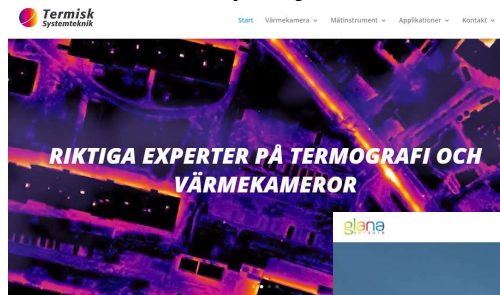 Termisk
Systemteknik
Start Värmekamera Mätinstrument Applikationer Kontakt
RIKTIGA EXPERTER PÅ TERMOGRAFI OCH
VÄRMEKAMEROR
glana